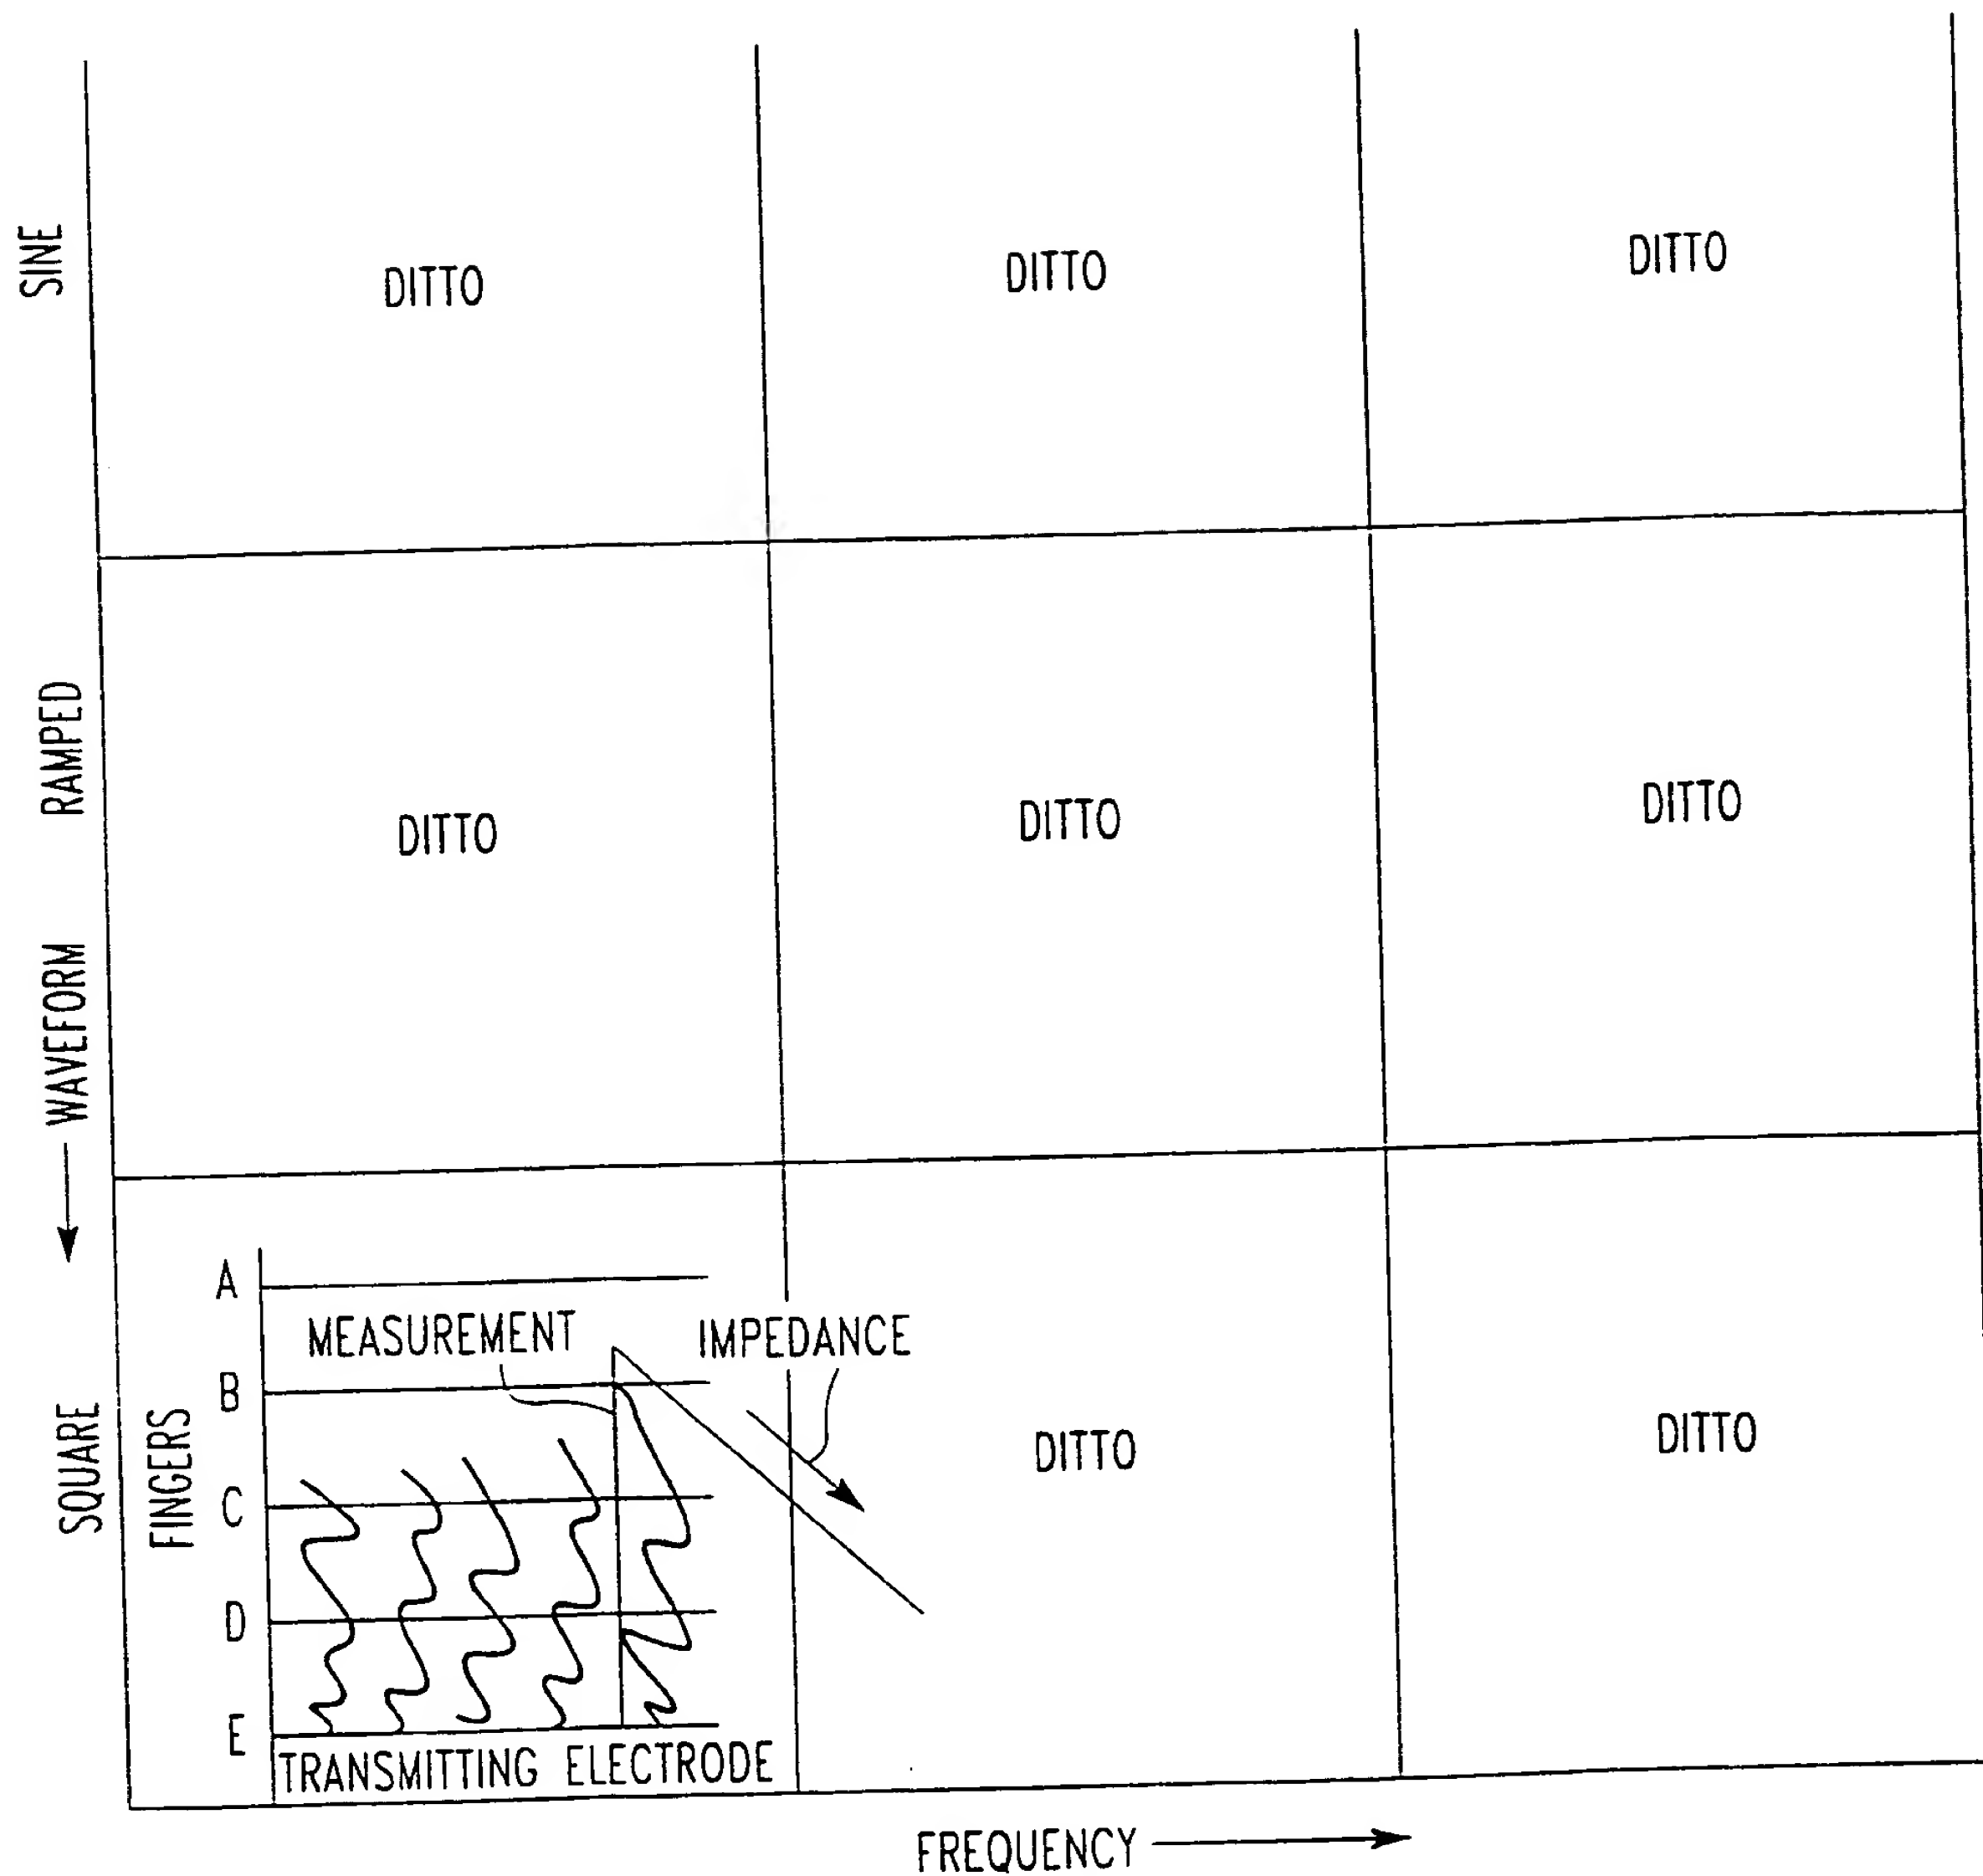 SINE
DITTO DITTO DITTO
RAMPED
DITTO DITTO DITTO
WAVEFORM
SQUARE
FINGERS
A
MEASUREMENT IMPEDANCE
B
C
DITTO DITTO
D
E
TRANSMITTING ELECTRODE
FREQUENCY